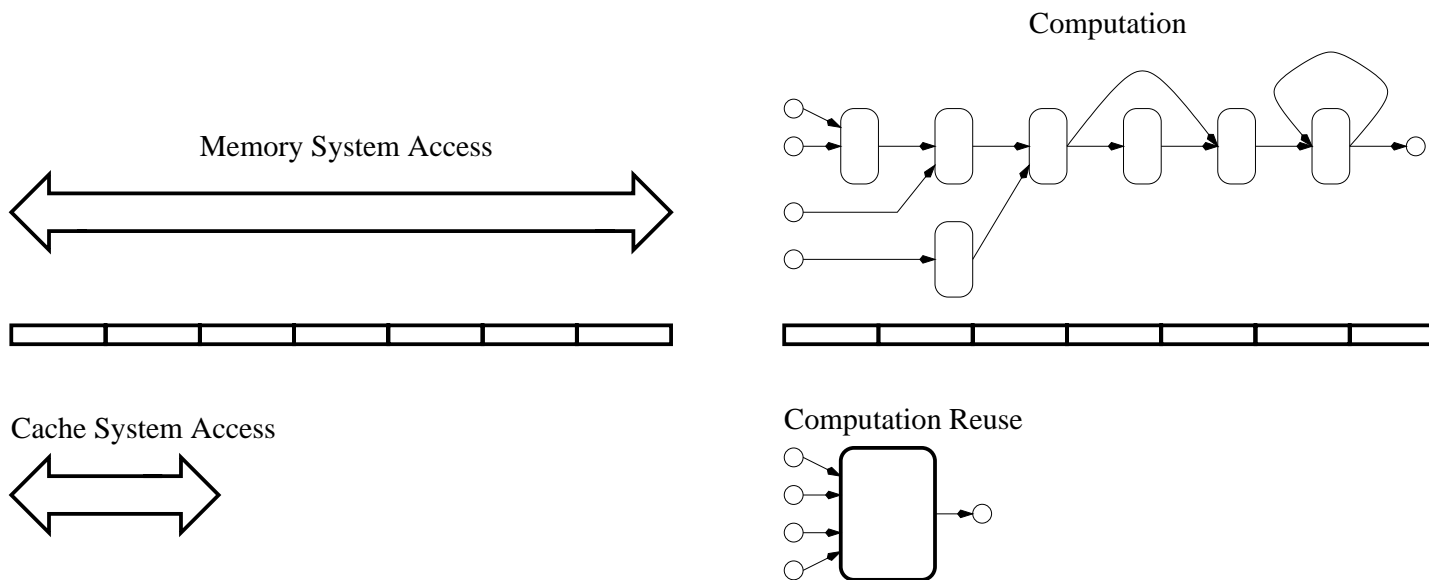 Computation
Memory System Access
Cache System Access
Computation Reuse